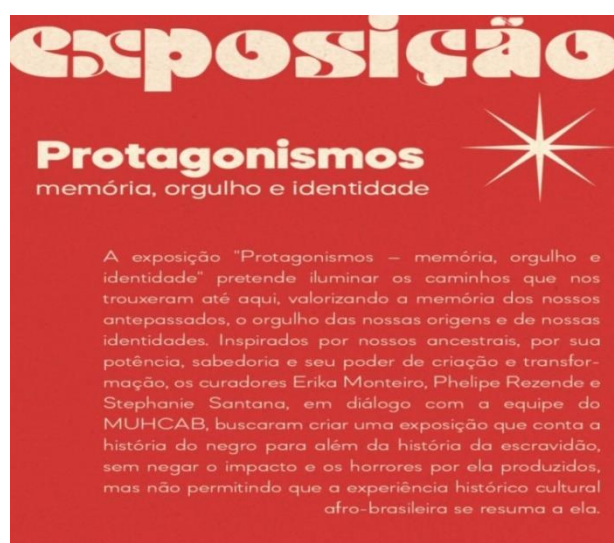 exposição
Protagonismos
memória, orgulho e identidade
A exposição "Protagonismos – memória, orgulho e
identidade" pretende iluminar os caminhos que nos
trouxeram até aqui, valorizando a memória dos nossos
antepassados, o orgulho das nossas origens e de nossas
identidades. Inspirados por nossos ancestrais, por sua
potência, sabedoria e seu poder de criação e transfor-
mação, os curadores Erika Monteiro, Phelipe Rezende e
Stephanie Santana, em diálogo com a equipe do
MUHCAB, buscaram criar uma exposição que conta a
história do negro para além da história da escravidão,
sem negar o impacto e os horrores por ela produzidos,
mas não permitindo que a experiência histórico cultural
afro-brasileira se resuma a ela.